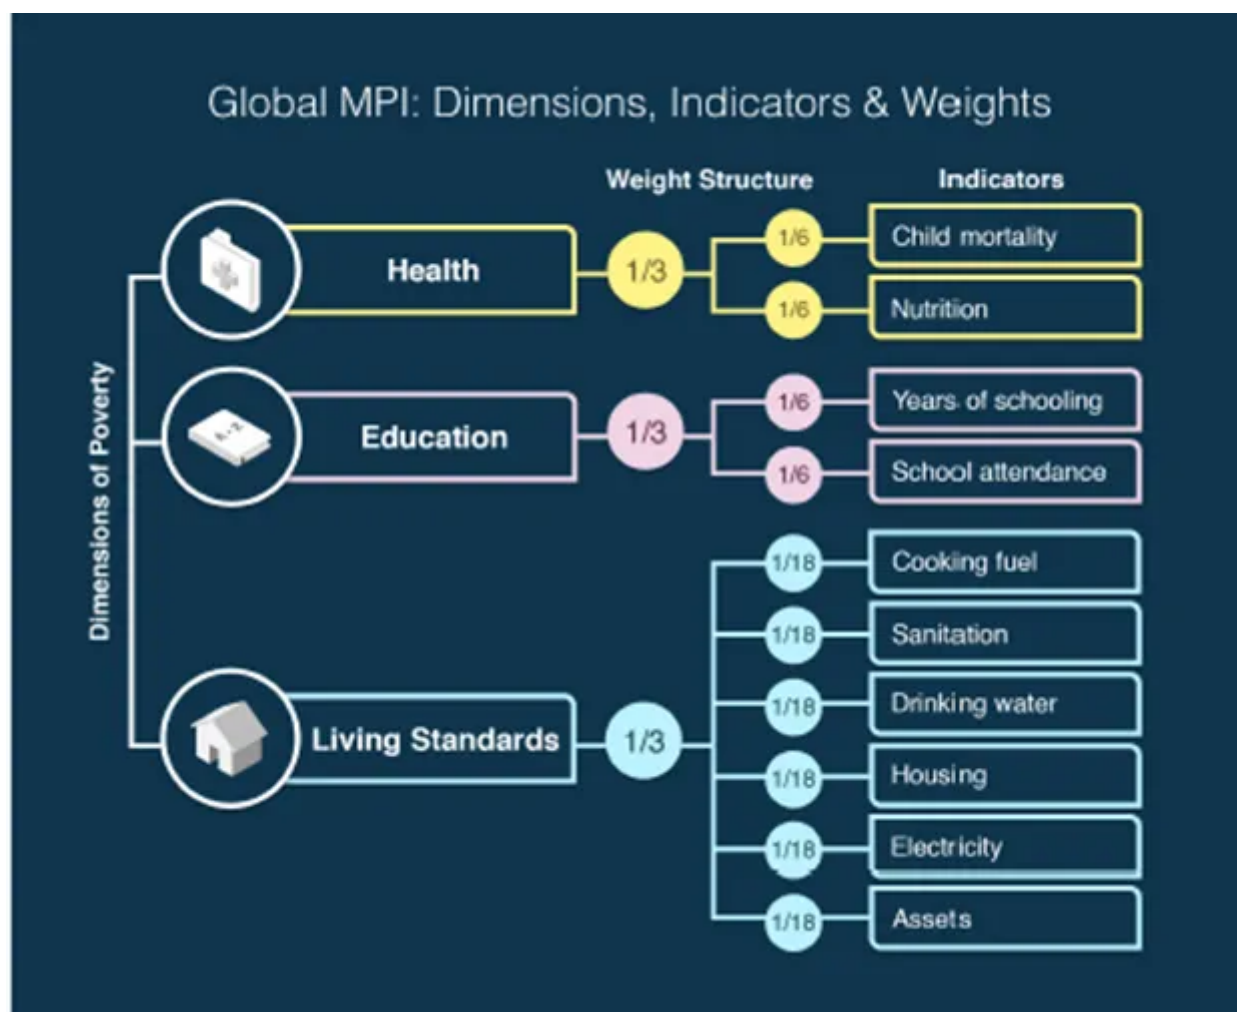 Global MPI: Dimensions, Indicators & Weights
Weight Structure
Indicators
Dimensions of Poverty
Health
1/3
1/6
Child mortality
1/6
Nutrition
Education
1/3
1/6
Years of schooling
1/6
School attendance
Living Standards
1/3
1/18
Cooking fuel
1/18
Sanitation
1/18
Drinking water
1/18
Housing
1/18
Electricity
1/18
Assets